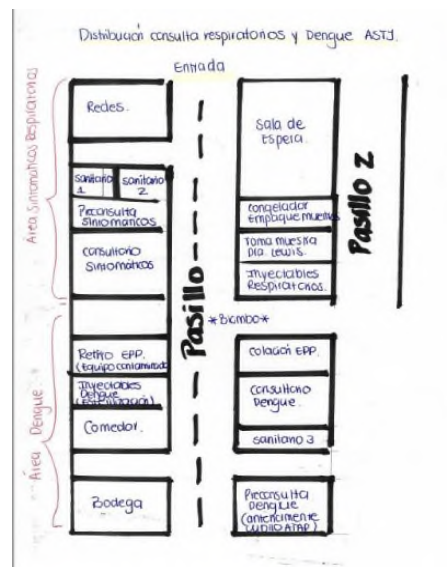 Distribución consulta respiratorios y Dengue ASTJ.
Entrada
Área Sintomáticos Respiratorios
Redes.
sanitario
1
sanitario
2
Preconsulta
Sintomáticos
consultorio
Sintomáticos
Área Dengue
Retiro EPP.
(Equipo contaminado
Inyectables
Dengue
Comedor.
Bodega
Pasillo
*Biombo*
Sala de
Espera.
congelador
Empaque muestras
Toma muestra
Dra. Lewis.
Inyectables
Respiratorios.
colación EPP.
Consultorio
Dengue.
sanitario 3
Preconsulta
Dengue
(anteriormente
Pasillo 2